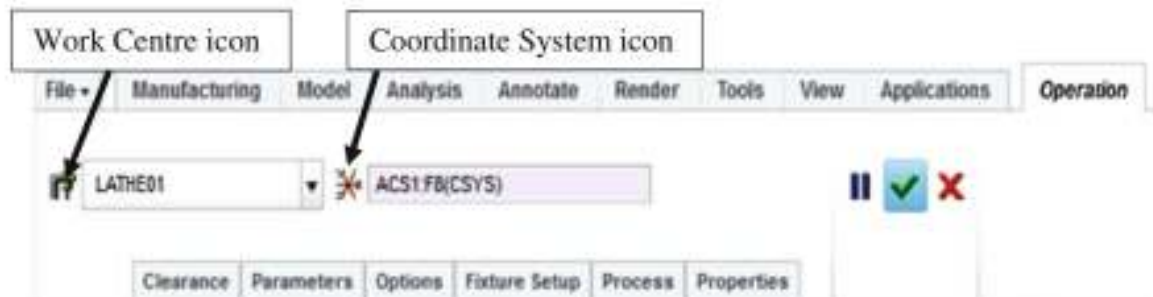 Work Centre icon Coordinate System icon
File Manufacturing Model Analysis Annotate Render Tools View Applications Operation
LATHE01 ACS1:F8(CSYS)
Clearance Parameters Options Fixture Setup Process Properties